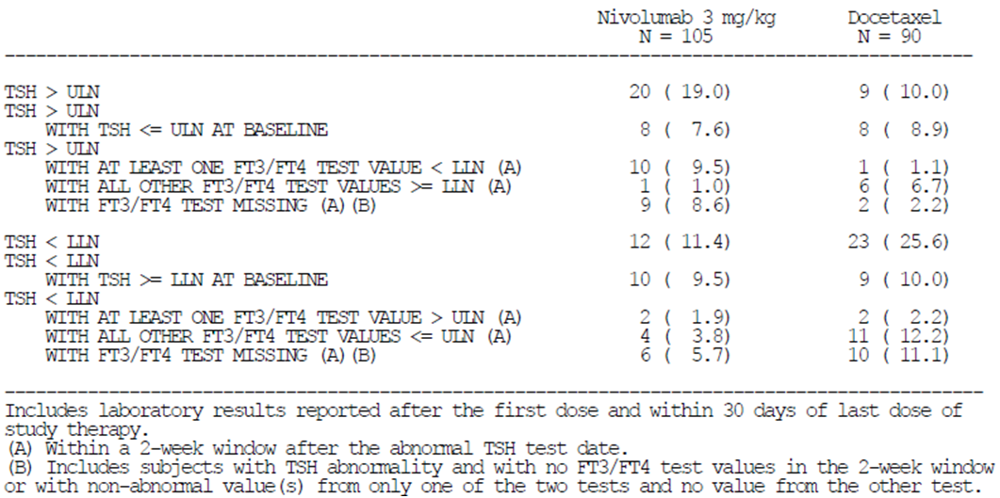 Nivolumab 3 mg/kg Docetaxel
N = 105 N = 90
TSH > ULN 20 ( 19.0) 9 ( 10.0)
TSH > ULN
WITH TSH <= ULN AT BASELINE 8 ( 7.6) 8 ( 8.9)
TSH > ULN
WITH AT LEAST ONE FT3/FT4 TEST VALUE < LLN (A) 10 ( 9.5) 1 ( 1.1)
WITH ALL OTHER FT3/FT4 TEST VALUES >= LLN (A) 1 ( 1.0) 6 ( 6.7)
WITH FT3/FT4 TEST MISSING (A)(B) 9 ( 8.6) 2 ( 2.2)
TSH < LLN 12 ( 11.4) 23 ( 25.6)
TSH < LLN
WITH TSH >= LLN AT BASELINE 10 ( 9.5) 9 ( 10.0)
TSH < LLN
WITH AT LEAST ONE FT3/FT4 TEST VALUE > ULN (A) 2 ( 1.9) 2 ( 2.2)
WITH ALL OTHER FT3/FT4 TEST VALUES <= ULN (A) 4 ( 3.8) 11 ( 12.2)
WITH FT3/FT4 TEST MISSING (A)(B) 6 ( 5.7) 10 ( 11.1)
Includes laboratory results reported after the first dose and within 30 days of last dose of
study therapy.
(A) Within a 2-week window after the abnormal TSH test date.
(B) Includes subjects with TSH abnormality and with no FT3/FT4 test values in the 2-week window
or with non-abnormal value(s) from only one of the two tests and no value from the other test.